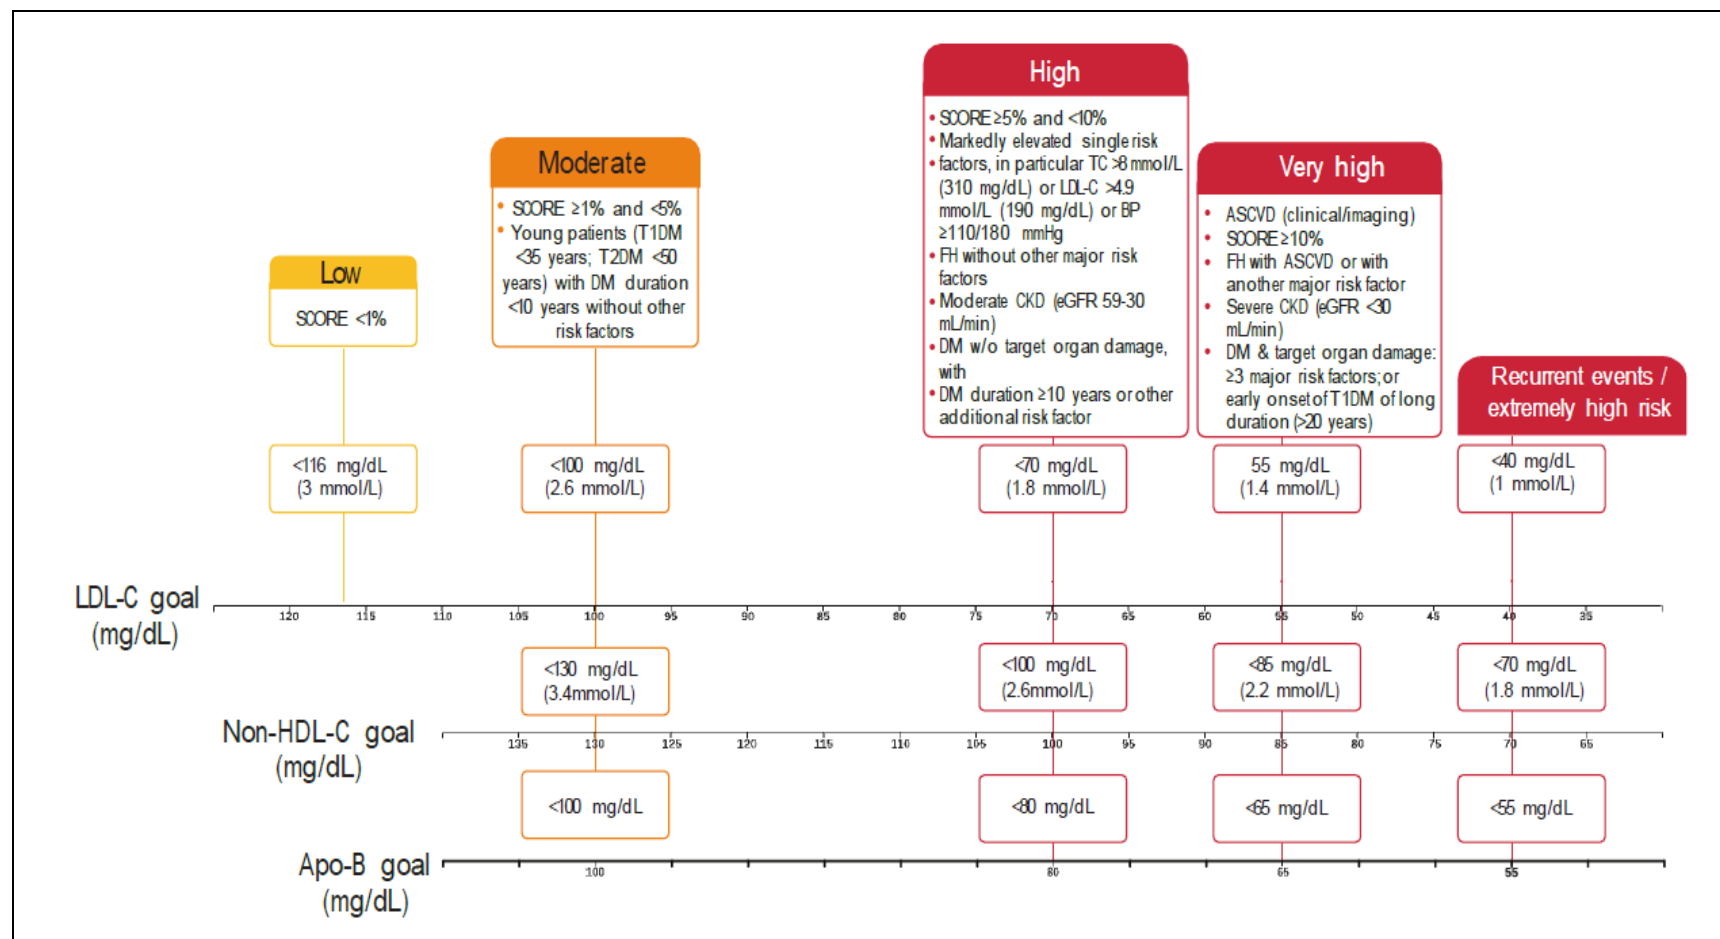 High
• SCORE ≥5% and <10%
• Markedly elevated single risk
• factors, in particular TC >8 mmol/L
(310 mg/dL) or LDL-C >4.9
mmol/L (190 mg/dL) or BP
≥110/180 mmHg
• FH without other major risk
factors
• Moderate CKD (eGFR 59-30
mL/min)
• DM w/o target organ damage,
with
• DM duration ≥10 years or other
additional risk factor
Moderate
• SCORE ≥1% and <5%
• Young patients (T1DM
<35 years; T2DM <50
years) with DM duration
<10 years without other
risk factors
Very high
• ASCVD (clinical/imaging)
• SCORE ≥10%
• FH with ASCVD or with
another major risk factor
• Severe CKD (eGFR <30
mL/min)
• DM & target organ damage:
≥3 major risk factors; or
early onset of T1DM of long
duration (>20 years)
Low
SCORE <1%
Recurrent events /
extremely high risk
<116 mg/dL
(3 mmol/L)
<100 mg/dL
(2.6 mmol/L)
<70 mg/dL
(1.8 mmol/L)
55 mg/dL
(1.4 mmol/L)
<40 mg/dL
(1 mmol/L)
LDL-C goal
(mg/dL)
120 115 110 105 100 95 90 85 80 75 70 65 60 55 50 45 40 35
<130 mg/dL
(3.4mmol/L)
<100 mg/dL
(2.6mmol/L)
<85 mg/dL
(2.2 mmol/L)
<70 mg/dL
(1.8 mmol/L)
Non-HDL-C goal
(mg/dL)
135 130 125 120 115 110 105 100 95 90 85 80 75 70 65
<100 mg/dL
<80 mg/dL
<65 mg/dL
<55 mg/dL
Apo-B goal
(mg/dL)
100 80 65 55